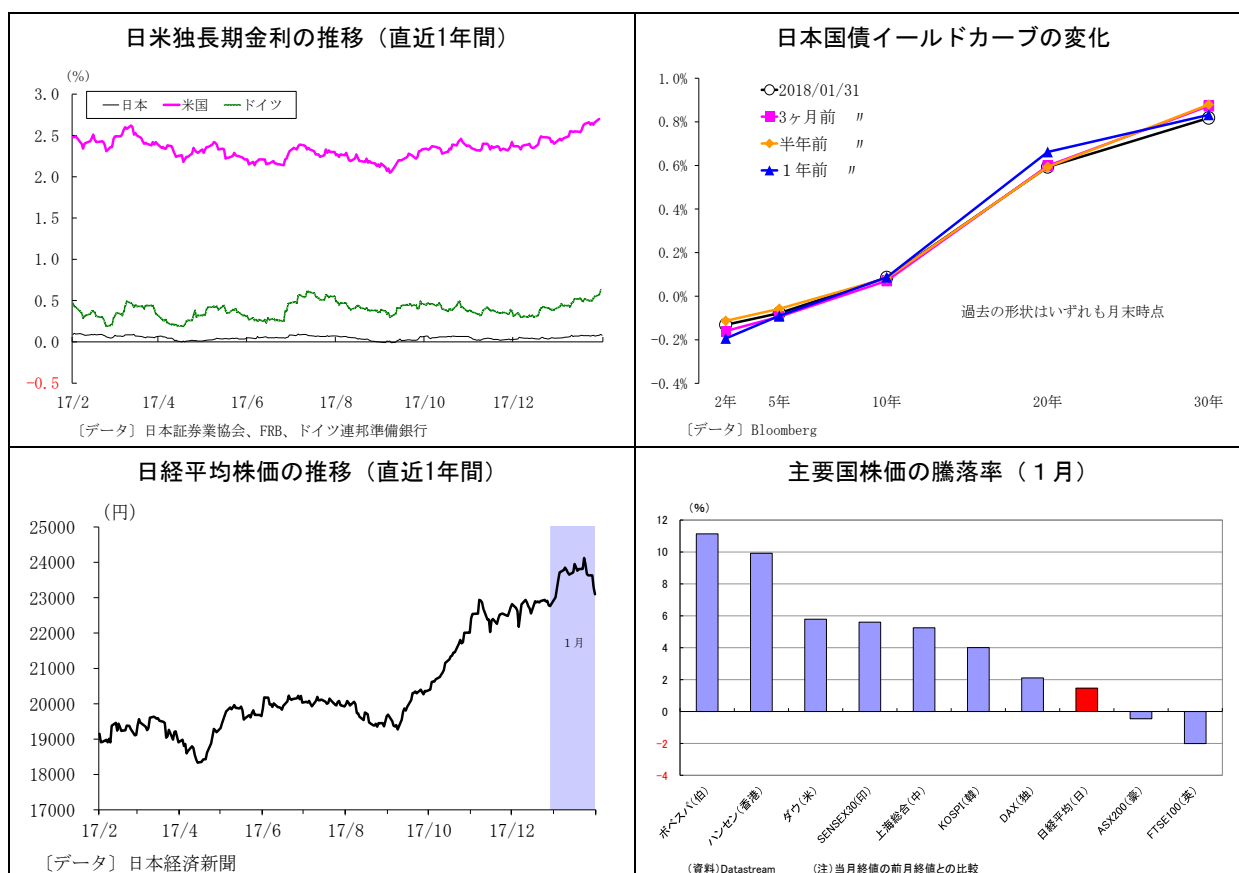 日米独長期金利の推移（直近1年間）
(%)
3.0
2.5
2.0
1.5
1.0
0.5
0.0
-0.5
日本 米国 ドイツ
17/2 17/4 17/6 17/8 17/10 17/12
〔データ〕日本証券業協会、FRB、ドイツ連邦準備銀行
日本国債イールドカーブの変化
1.0%
0.8%
0.6%
0.4%
0.2%
0.0%
-0.2%
-0.4%
2018/01/31
3ヶ月前 〃
半年前 〃
１年前 〃
過去の形状はいずれも月末時点
2年 5年 10年 20年 30年
〔データ〕Bloomberg
日経平均株価の推移（直近1年間）
(円)
25000
24000
23000
22000
21000
20000
19000
18000
17000
１月
17/2 17/4 17/6 17/8 17/10 17/12
〔データ〕日本経済新聞
主要国株価の騰落率（１月）
(%)
12
10
8
6
4
2
0
-2
-4
ボベスパ(伯) ハンセン(香港) ダウ(米) SENSEX30(印) 上海総合(中) KOSPI(韓) DAX(独) 日経平均(日) ASX200(豪) FTSE100(英)
(資料)Datastream (注)当月終値の前月終値との比較